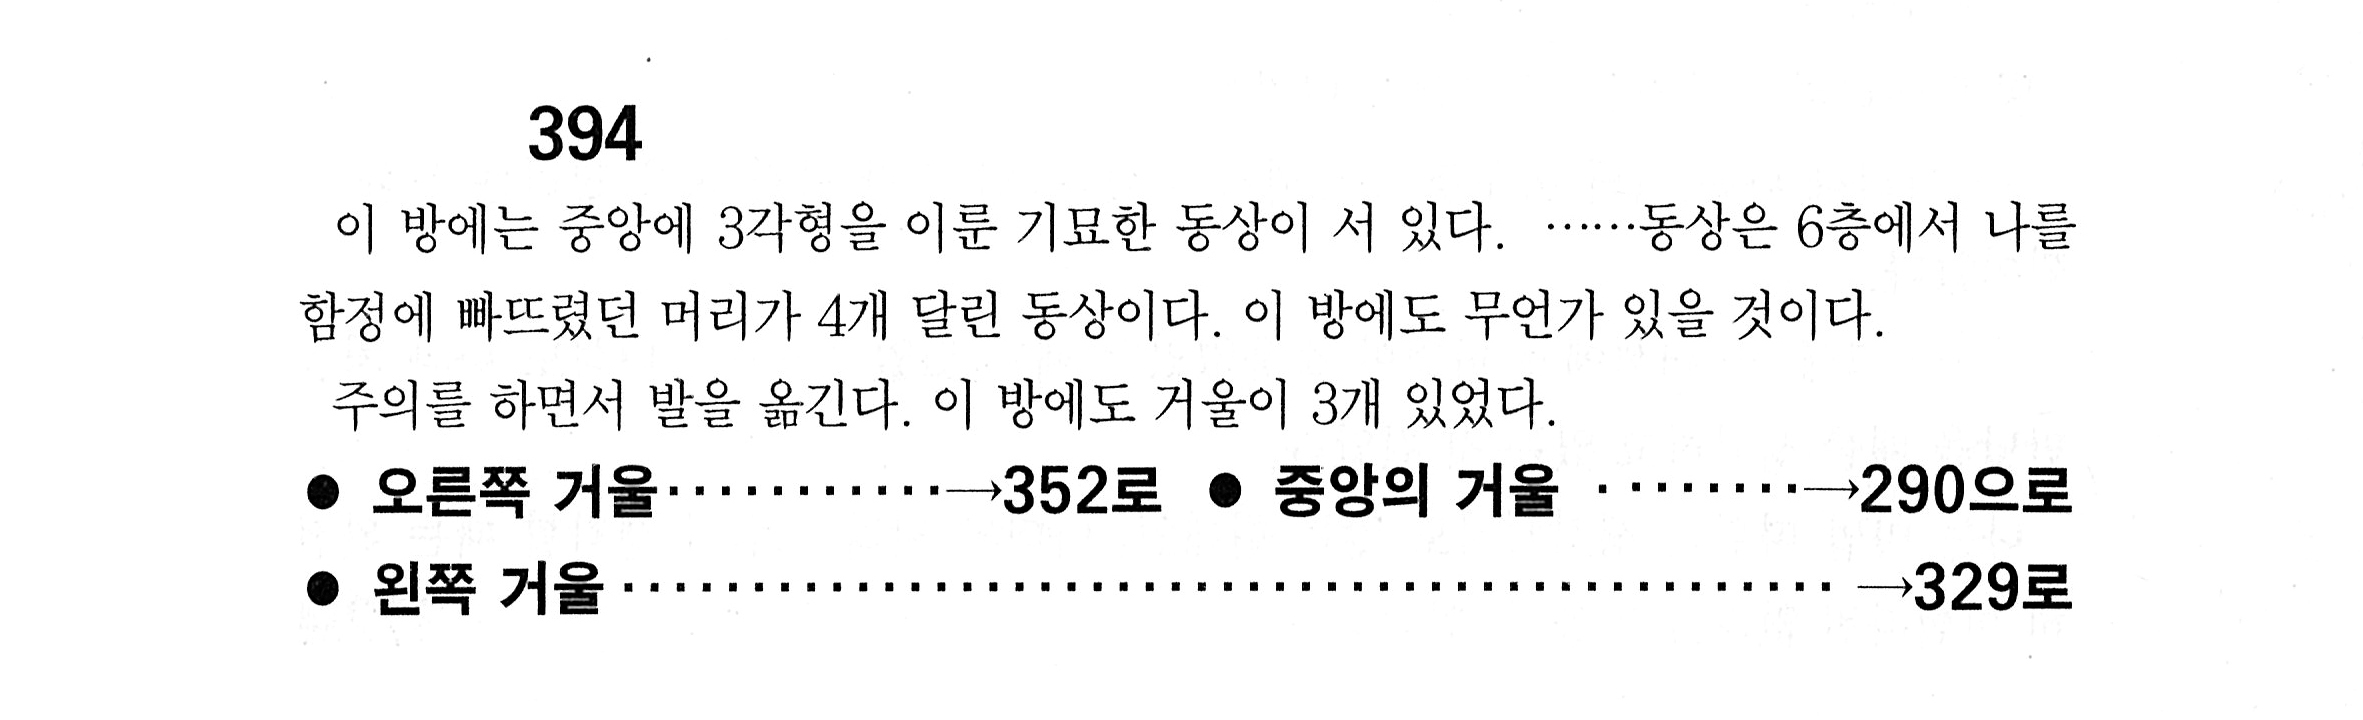 394
이 방에는 중앙에 3각형을 이룬 기묘한 동상이 서 있다. ……동상은 6층에서 나를
함정에 빠뜨렸던 머리가 4개 달린 동상이다. 이 방에도 무언가 있을 것이다.
주의를 하면서 발을 옮긴다. 이 방에도 거울이 3개 있었다.
● 오른쪽 거울···········→352로 ● 중앙의 거울 ········→290으로
● 왼쪽 거울··············································· →329로